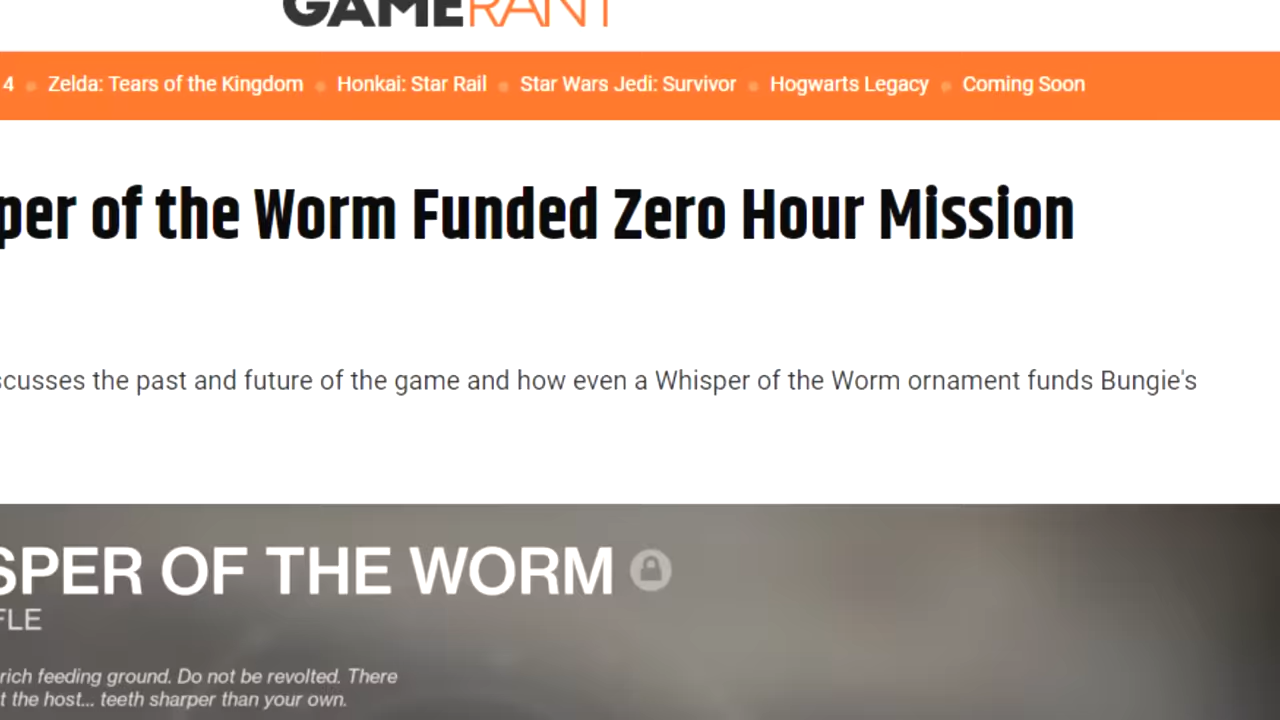 GAMERANT
4 Zelda: Tears of the Kingdom Honkai: Star Rail Star Wars Jedi: Survivor Hogwarts Legacy Coming Soon
per of the Worm Funded Zero Hour Mission
scusses the past and future of the game and how even a Whisper of the Worm ornament funds Bungie's
SPER OF THE WORM
FLE
rich feeding ground. Do not be revolted. There
t the host... teeth sharper than your own.